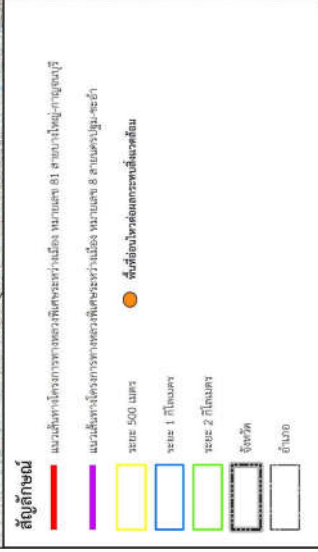 สัญลักษณ์
แนวเส้นทางโครงการทางหลวงพิเศษระหว่างเมือง หมายเลข 81 สายบางใหญ่-กาญจนบุรี
แนวเส้นทางโครงการทางหลวงพิเศษระหว่างเมือง หมายเลข 8 สายนครปฐม-ชะอำ
ระยะ 500 เมตร
พื้นที่อ่อนไหวต่อผลกระทบสิ่งแวดล้อม
ระยะ 1 กิโลเมตร
ระยะ 2 กิโลเมตร
จังหวัด
อำเภอ